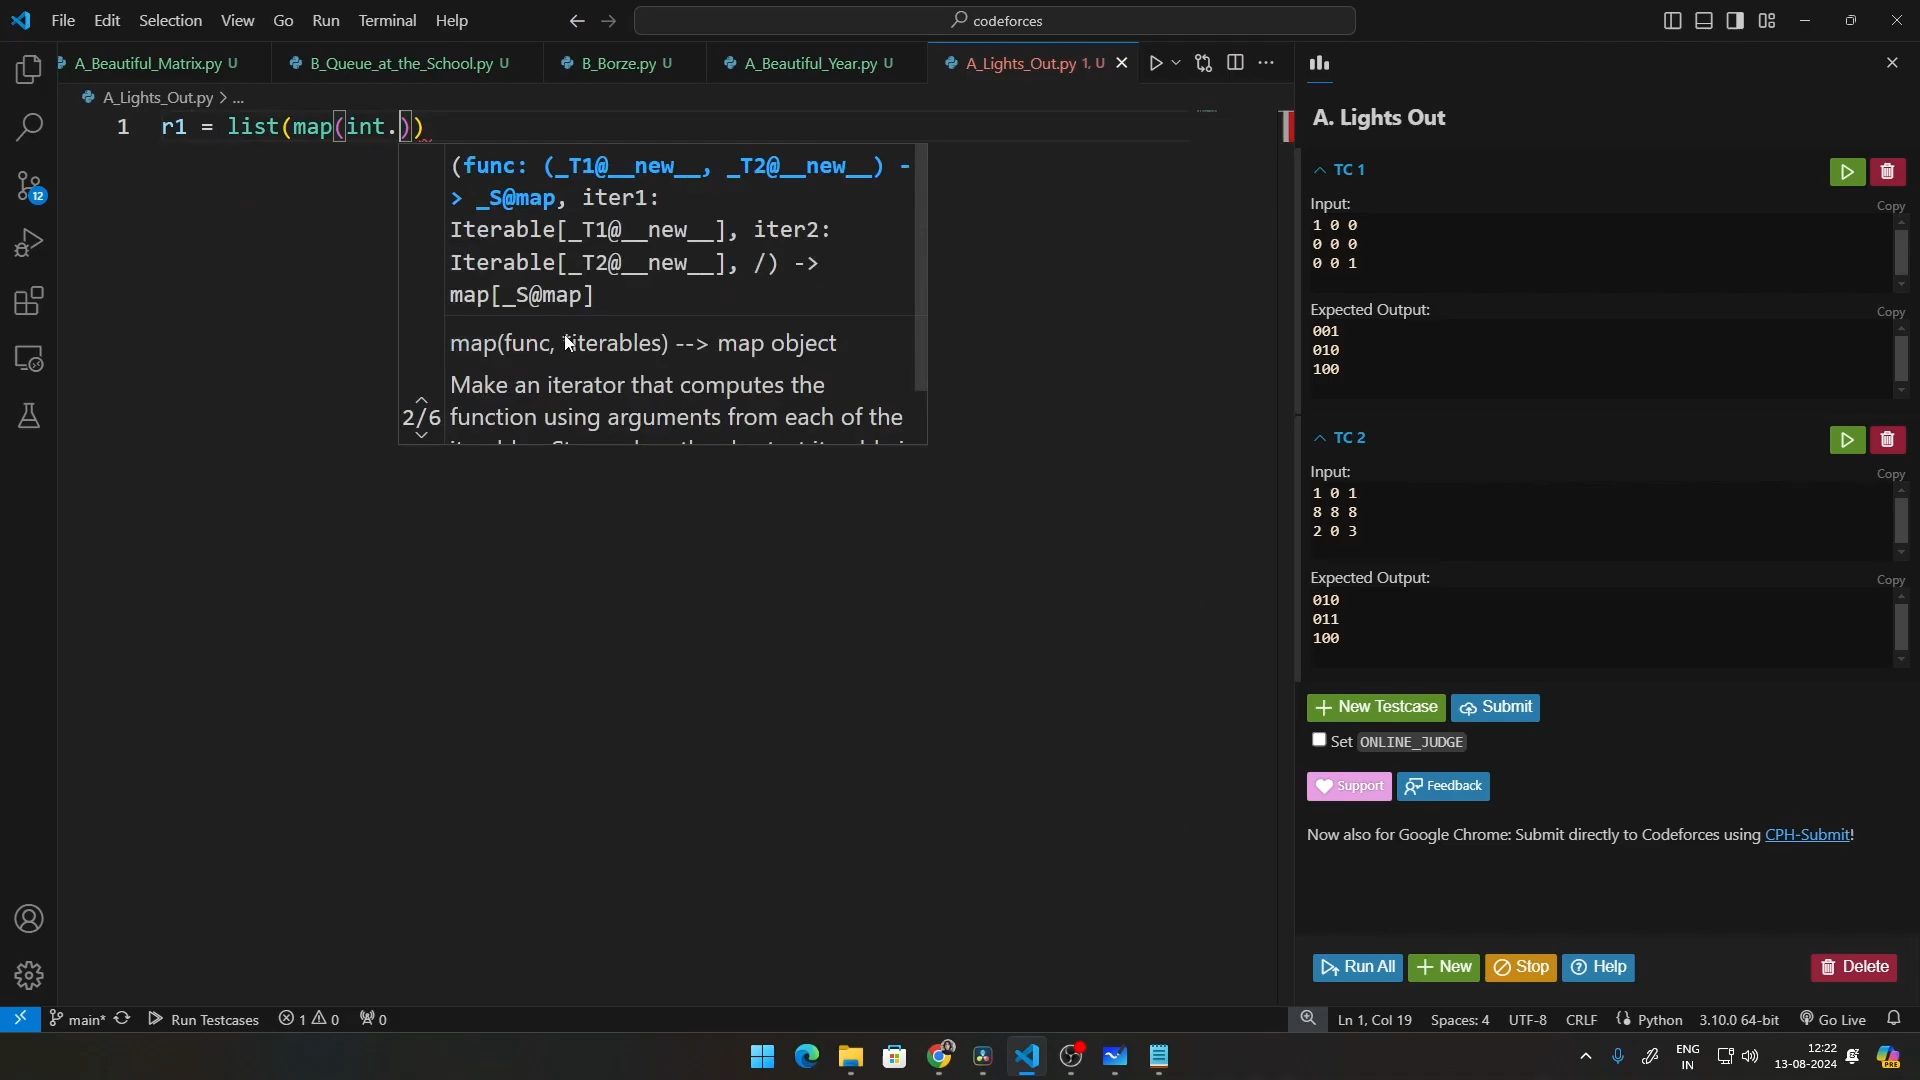 File Edit Selection View Go Run Terminal Help
codeforces
A_Beautiful_Matrix.py U
B_Queue_at_the_School.py U
B_Borze.py U
A_Beautiful_Year.py U
A_Lights_Out.py 1, U
A_Lights_Out.py > ...
1 r1 = list(map(int.))
(func: (_T1@__new__, _T2@__new__) -
> _S@map, iter1:
Iterable[_T1@__new__], iter2:
Iterable[_T2@__new__], /) ->
map[_S@map]
map(func, *iterables) --> map object
Make an iterator that computes the
2/6 function using arguments from each of the
12
A. Lights Out
TC 1
Input:
Copy
1 0 0
0 0 0
0 0 1
Expected Output:
Copy
001
010
100
TC 2
Input:
Copy
1 0 1
8 8 8
2 0 3
Expected Output:
Copy
010
011
100
New Testcase Submit
Set ONLINE_JUDGE
Support Feedback
Now also for Google Chrome: Submit directly to Codeforces using CPH-Submit!
Run All New Stop Help Delete
main* Run Testcases 1 0 0
Ln 1, Col 19 Spaces: 4 UTF-8 CRLF Python 3.10.0 64-bit Go Live
ENG
IN
12:22
13-08-2024
PRE